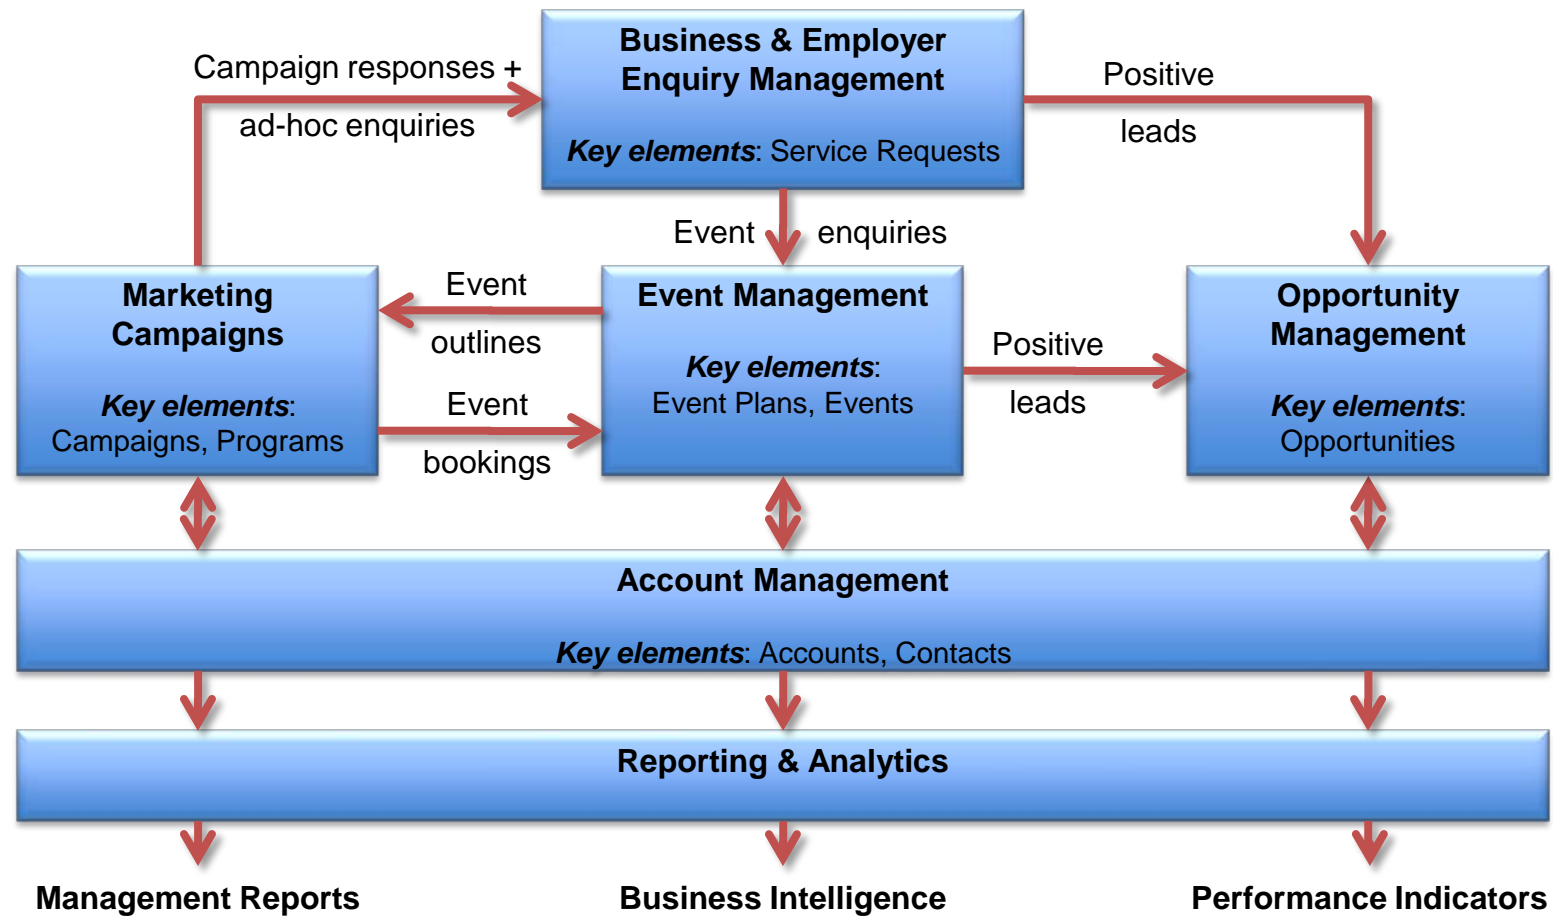 Business & Employer
Enquiry Management
Key elements: Service Requests
Campaign responses +
ad-hoc enquiries
Positive
leads
Event enquiries
Marketing
Campaigns
Key elements:
Campaigns, Programs
Event
outlines
Event
bookings
Event Management
Key elements:
Event Plans, Events
Positive
leads
Opportunity
Management
Key elements:
Opportunities
Account Management
Key elements: Accounts, Contacts
Reporting & Analytics
Management Reports
Business Intelligence
Performance Indicators